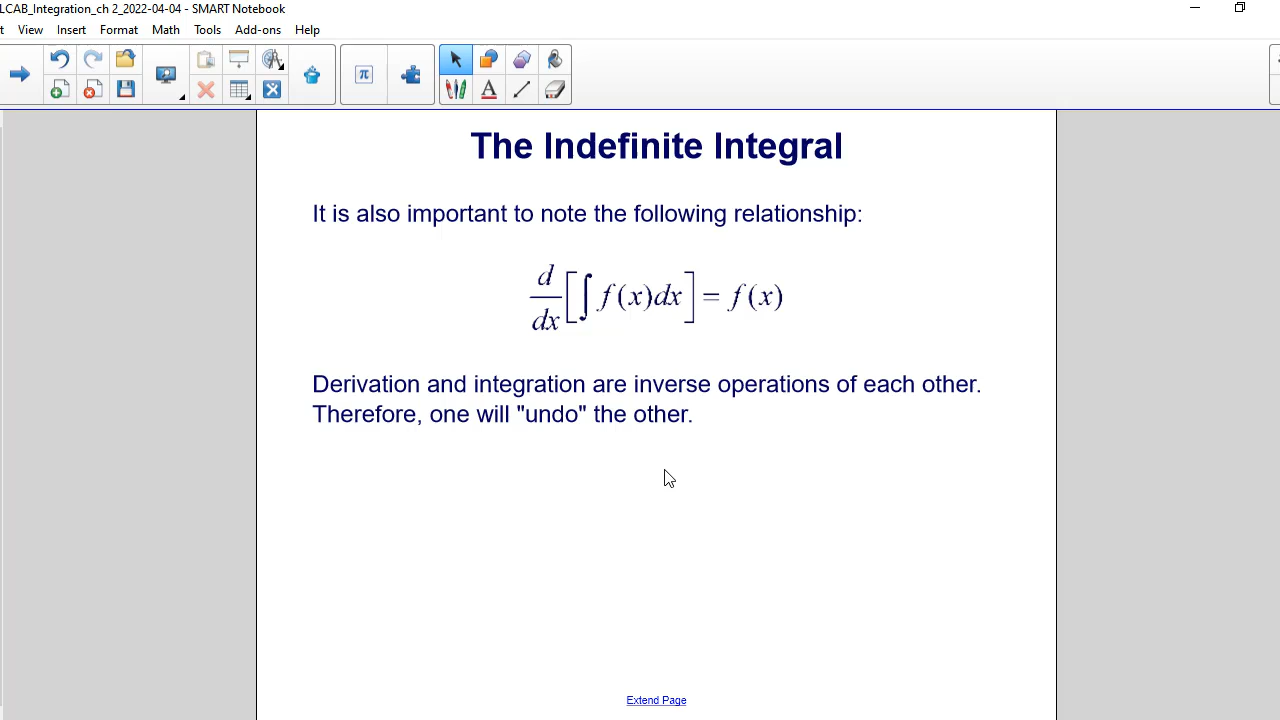 LCAB_Integration_ch 2_2022-04-04 - SMART Notebook
t View Insert Format Math Tools Add-ons Help
π
A
The Indefinite Integral
It is also important to note the following relationship:
d/dx [∫ f(x)dx] = f(x)
Derivation and integration are inverse operations of each other.
Therefore, one will "undo" the other.
Extend Page